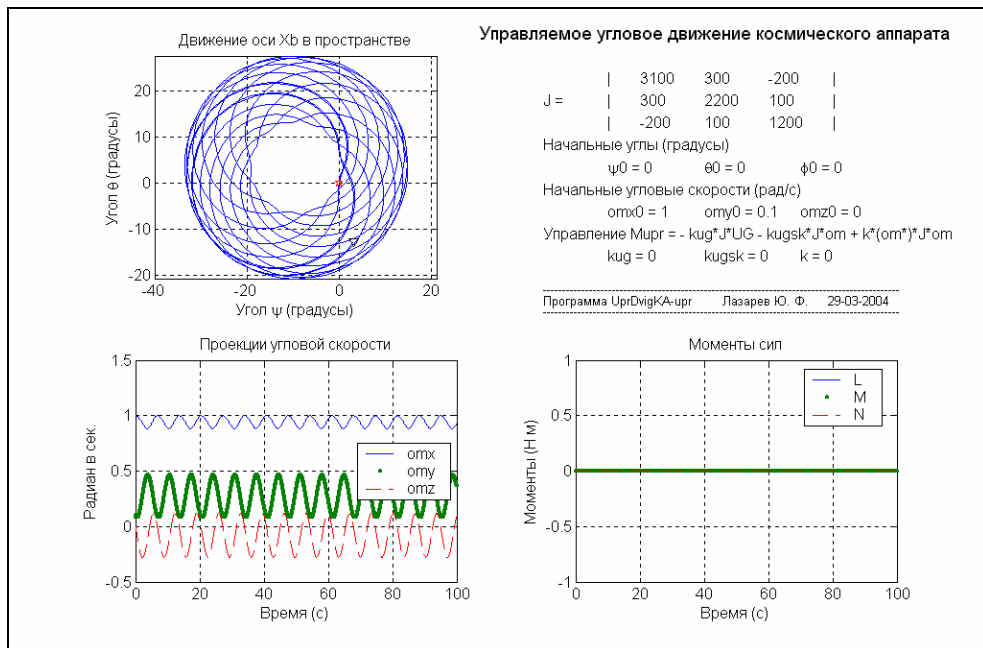 Управляемое угловое движение космического аппарата
Движение оси Xb в пространстве
Угол θ (градусы)
20
10
0
-10
-20
-40
-20
0
20
Угол ψ (градусы)
| 3100 300 -200 |
J = | 300 2200 100 |
| -200 100 1200 |
Начальные углы (градусы)
ψ0 = 0 θ0 = 0 ϕ0 = 0
Начальные угловые скорости (рад/с)
omx0 = 1 omy0 = 0.1 omz0 = 0
Управление Mupr = - kug*J*UG - kugsk*J*om + k*(om*)*J*om
kug = 0 kugsk = 0 k = 0
Программа UprDvigKA-upr Лазарев Ю. Ф. 29-03-2004
Проекции угловой скорости
Радиан в сек.
1.5
1
0.5
0
-0.5
omx
omy
omz
0
20
40
60
80
100
Время (с)
Моменты сил
Моменты (Н м)
1
0.5
0
-0.5
-1
L
M
N
0
20
40
60
80
100
Время (с)